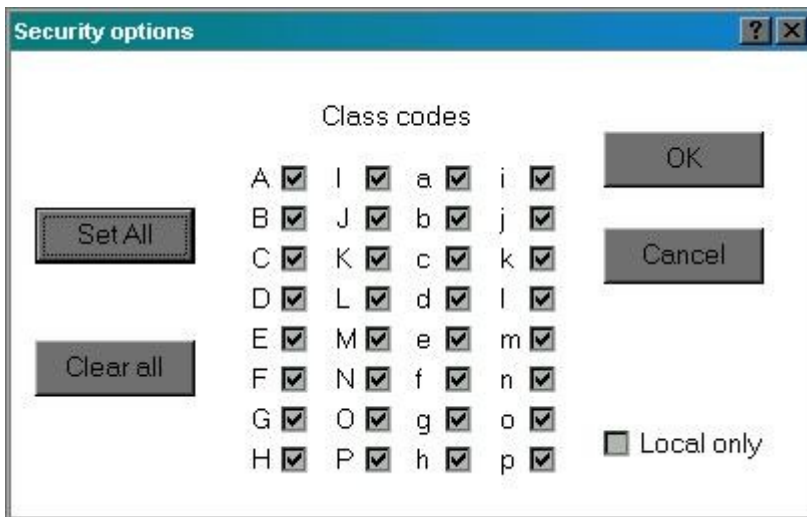 Security options
Class codes
A I a i
B J b j
C K c k
D L d l
E M e m
F N f n
G O g o
H P h p
Set All
Clear all
OK
Cancel
Local only